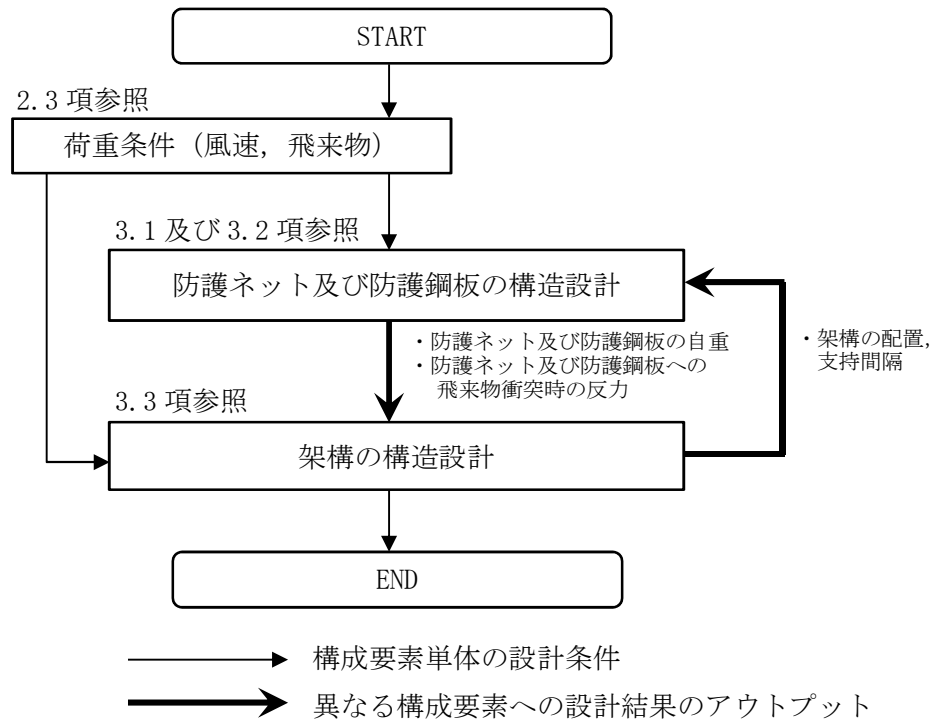 START
2.3 項参照
荷重条件（風速，飛来物）
3.1 及び 3.2 項参照
防護ネット及び防護鋼板の構造設計
・防護ネット及び防護鋼板の自重
・防護ネット及び防護鋼板への
飛来物衝突時の反力
・架構の配置，
支持間隔
3.3 項参照
架構の構造設計
END
構成要素単体の設計条件
異なる構成要素への設計結果のアウトプット